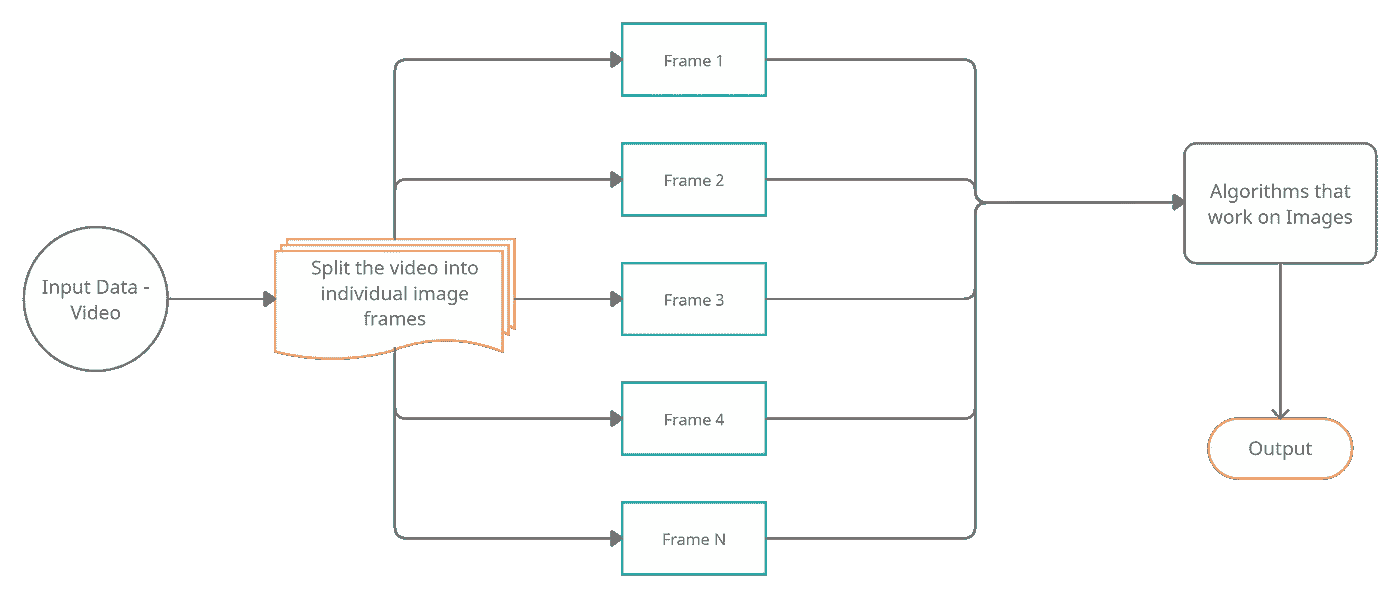 Input Data -
Video
Split the video into
individual image
frames
Frame 1
Frame 2
Frame 3
Frame 4
Frame N
Algorithms that
work on Images
Output